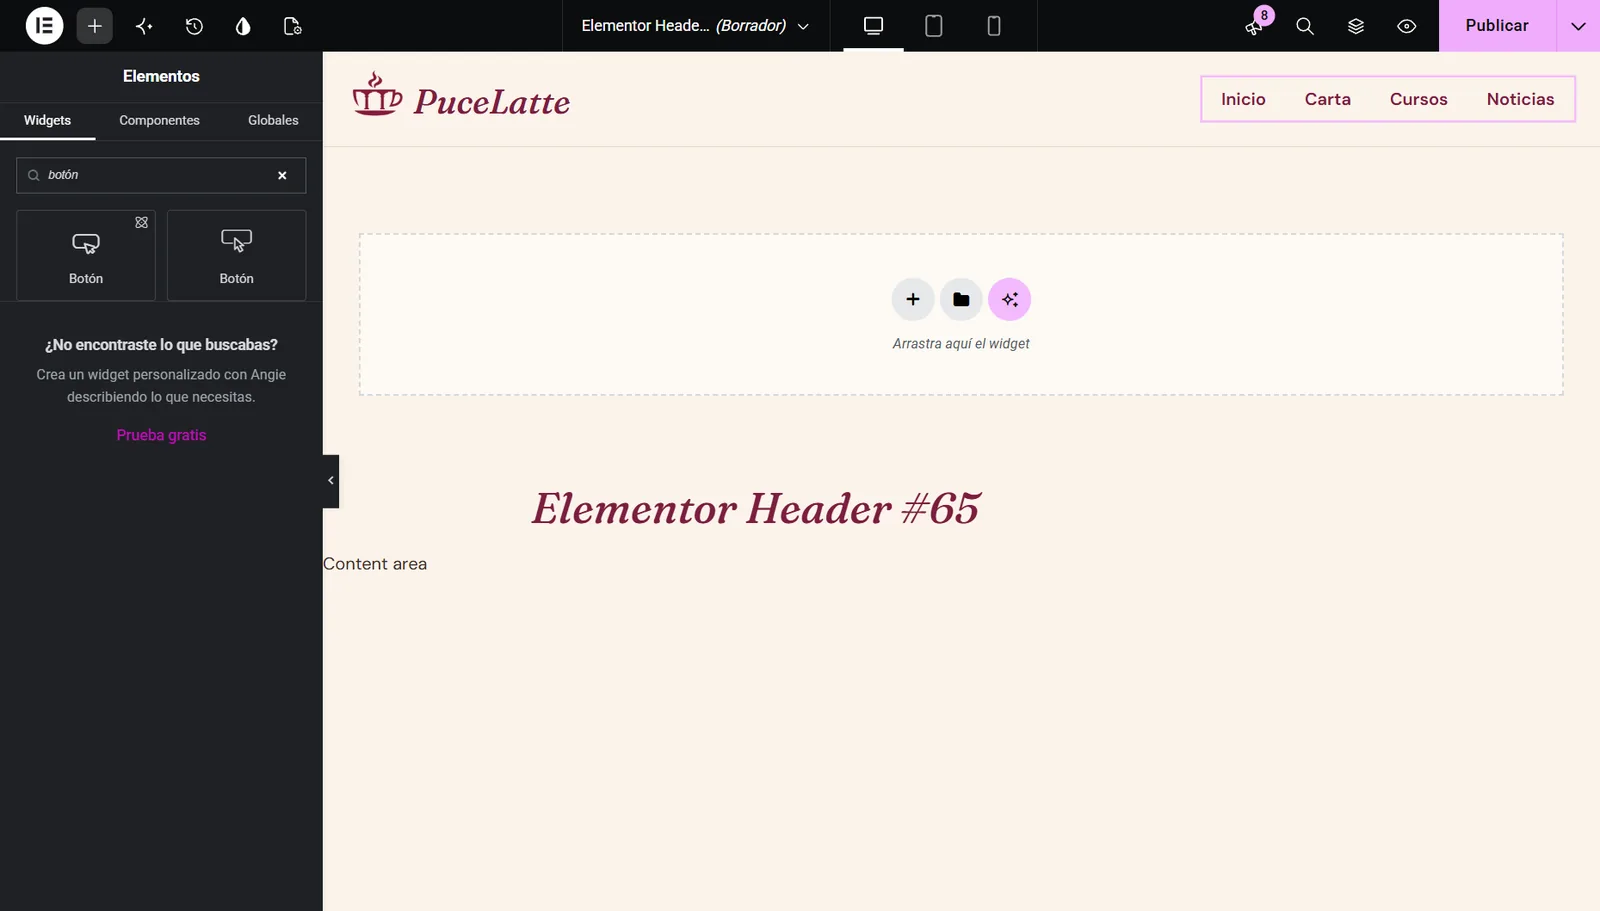 Elementor Heade... (Borrador)
8
Publicar
Elementos
Widgets
Componentes
Globales
botón
Botón
Botón
¿No encontraste lo que buscabas?
Crea un widget personalizado con Angie
describiendo lo que necesitas.
Prueba gratis
PuceLatte
Inicio
Carta
Cursos
Noticias
Arrastra aquí el widget
Elementor Header #65
Content area